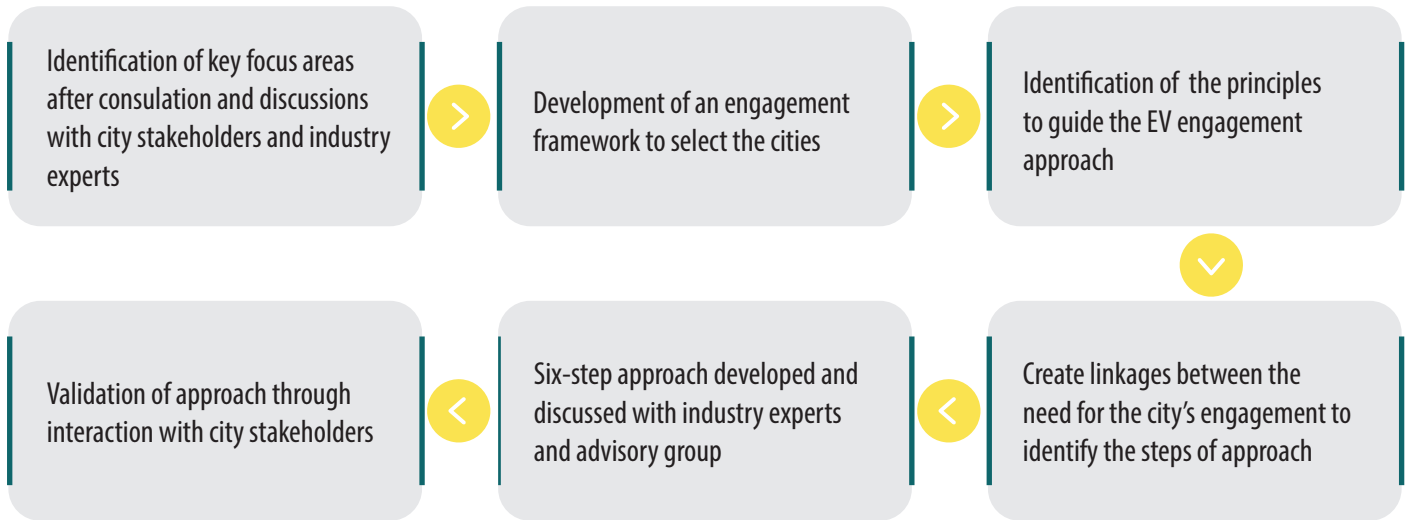 Identification of key focus areas
after consulation and discussions
with city stakeholders and industry
experts
Development of an engagement
framework to select the cities
Identification of  the principles
to guide the EV engagement
approach
Create linkages between the
need for the city’s engagement to
identify the steps of approach
Six-step approach developed and
discussed with industry experts
and advisory group
Validation of approach through
interaction with city stakeholders